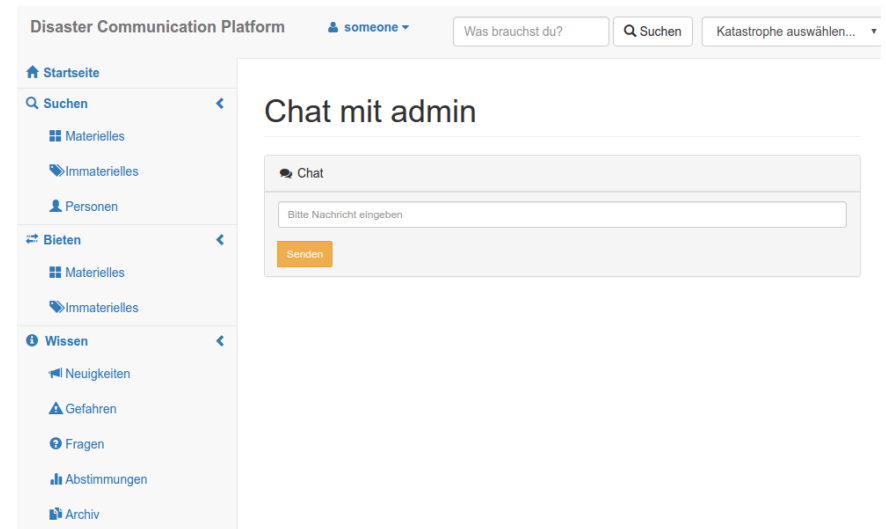 Disaster Communication Platform
someone
Was brauchst du?
Suchen
Katastrophe auswählen...
Startseite
Suchen
Materielles
Immaterielles
Personen
Bieten
Materielles
Immaterielles
Wissen
Neuigkeiten
Gefahren
Fragen
Abstimmungen
Archiv
Chat mit admin
Chat
Bitte Nachricht eingeben
Senden